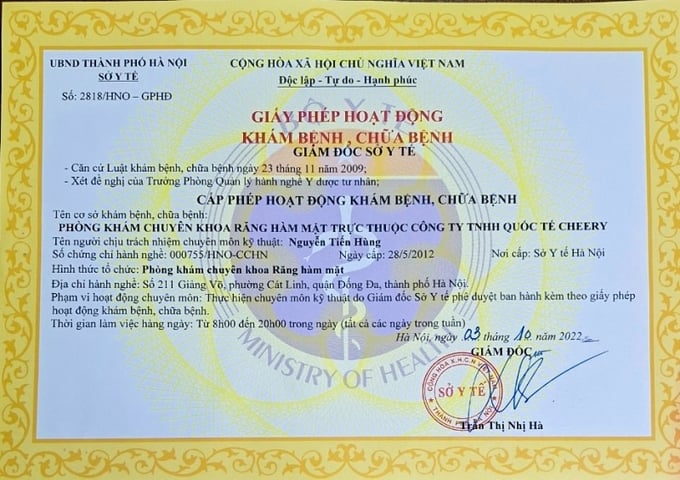 UBND THÀNH PHỐ HÀ NỘI
SỞ Y TẾ
Số: 2818/HNO – GPHĐ
CỘNG HÒA XÃ HỘI CHỦ NGHĨA VIỆT NAM
Độc lập - Tự do - Hạnh phúc
GIẤY PHÉP HOẠT ĐỘNG
KHÁM BỆNH, CHỮA BỆNH
GIÁM ĐỐC SỞ Y TẾ
- Căn cứ Luật khám bệnh, chữa bệnh ngày 23 tháng 11 năm 2009;
- Xét đề nghị của Trưởng Phòng Quản lý hành nghề Y dược tư nhân;
CẤP PHÉP HOẠT ĐỘNG KHÁM BỆNH, CHỮA BỆNH
Tên cơ sở khám bệnh, chữa bệnh:
PHÒNG KHÁM CHUYÊN KHOA RĂNG HÀM MẶT TRỰC THUỘC CÔNG TY TNHH QUỐC TẾ CHEERY
Tên người chịu trách nhiệm chuyên môn kỹ thuật: Nguyễn Tiến Hùng
Số chứng chỉ hành nghề: 000755/HNO-CCHN Ngày cấp: 28/5/2012 Nơi cấp: Sở Y tế Hà Nội
Hình thức tổ chức: Phòng khám chuyên khoa Răng hàm mặt
Địa chỉ hành nghề: Số 211 Giảng Võ, phường Cát Linh, quận Đống Đa, thành phố Hà Nội.
Phạm vi hoạt động chuyên môn: Thực hiện chuyên môn kỹ thuật do Giám đốc Sở Y tế phê duyệt ban hành kèm theo giấy phép
hoạt động khám bệnh, chữa bệnh.
Thời gian làm việc hàng ngày: Từ 8h00 đến 20h00 trong ngày (tất cả các ngày trong tuần)
Hà Nội, ngày 03 tháng 10 năm 2022
GIÁM ĐỐC
CỘNG HÒA X.H.C.N VIỆT NAM
SỞ Y TẾ
THÀNH PHỐ HÀ NỘI
Trần Thị Nhị Hà
BỘ Y TẾ
MINISTRY OF HEALTH